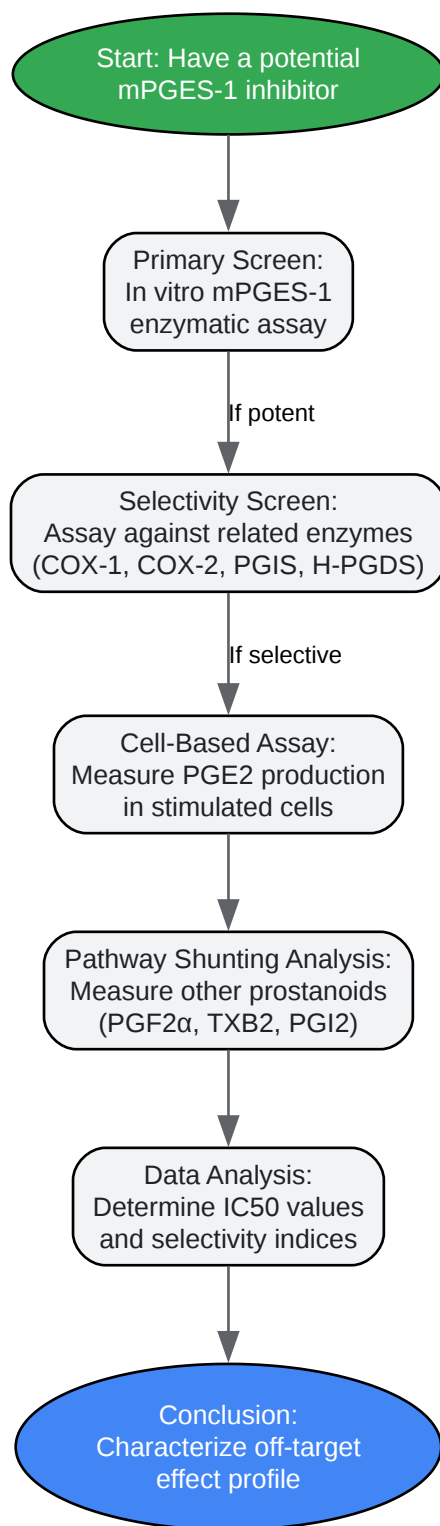 Start: Have a potential
mPGES-1 inhibitor
Primary Screen:
In vitro mPGES-1
enzymatic assay
If potent
Selectivity Screen:
Assay against related enzymes
(COX-1, COX-2, PGIS, H-PGDS)
If selective
Cell-Based Assay:
Measure PGE2 production
in stimulated cells
Pathway Shunting Analysis:
Measure other prostanoids
(PGF2α, TXB2, PGI2)
Data Analysis:
Determine IC50 values
and selectivity indices
Conclusion:
Characterize off-target
effect profile